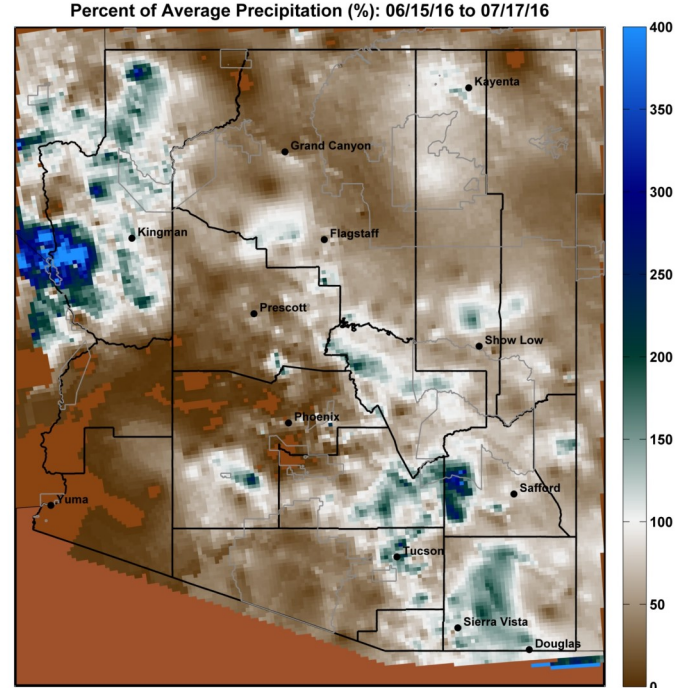 Percent of Average Precipitation (%): 06/15/16 to 07/17/16
400
350
300
250
200
150
100
50
0
Kayenta
Grand Canyon
Kingman
Flagstaff
Prescott
Show Low
Phoenix
Safford
Yuma
Tucson
Sierra Vista
Douglas